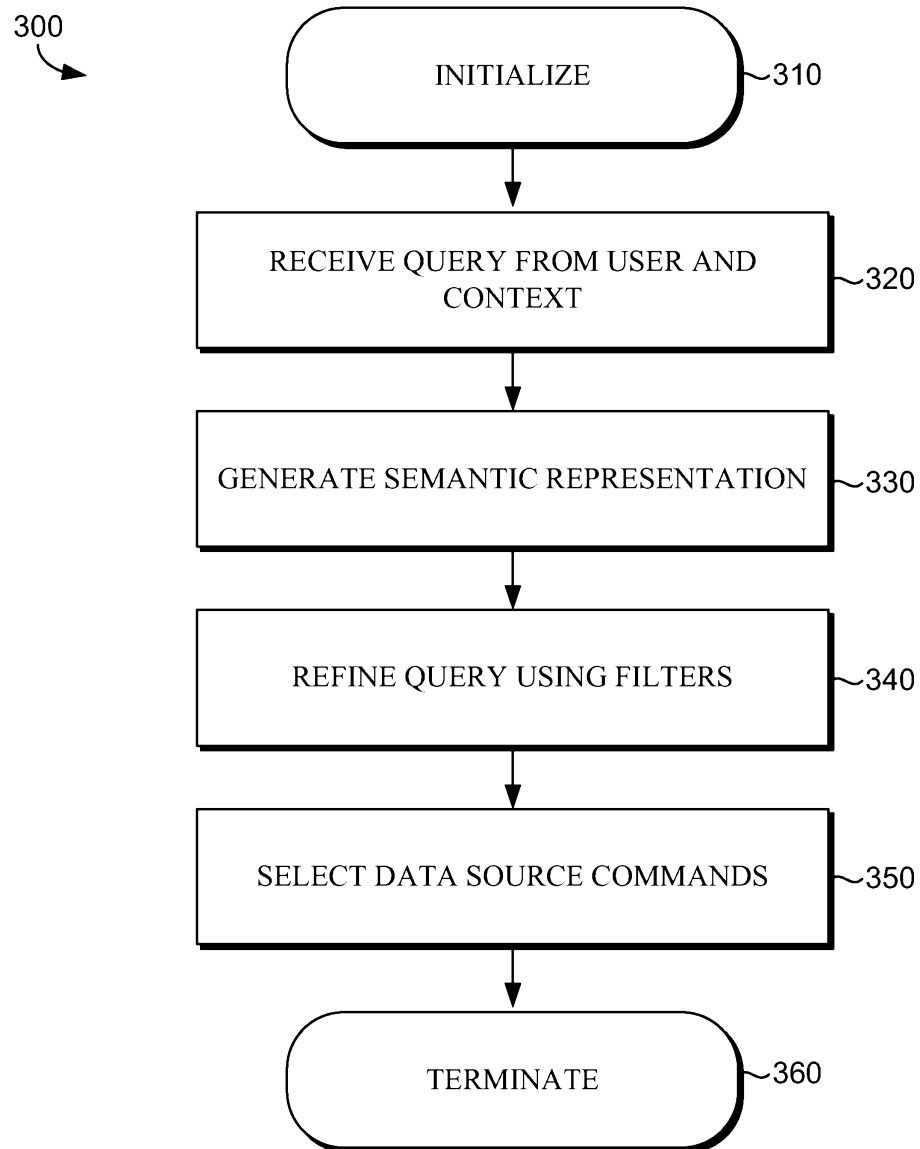 300
INITIALIZE
310
RECEIVE QUERY FROM USER AND
CONTEXT
320
GENERATE SEMANTIC REPRESENTATION
330
REFINE QUERY USING FILTERS
340
SELECT DATA SOURCE COMMANDS
350
TERMINATE
360